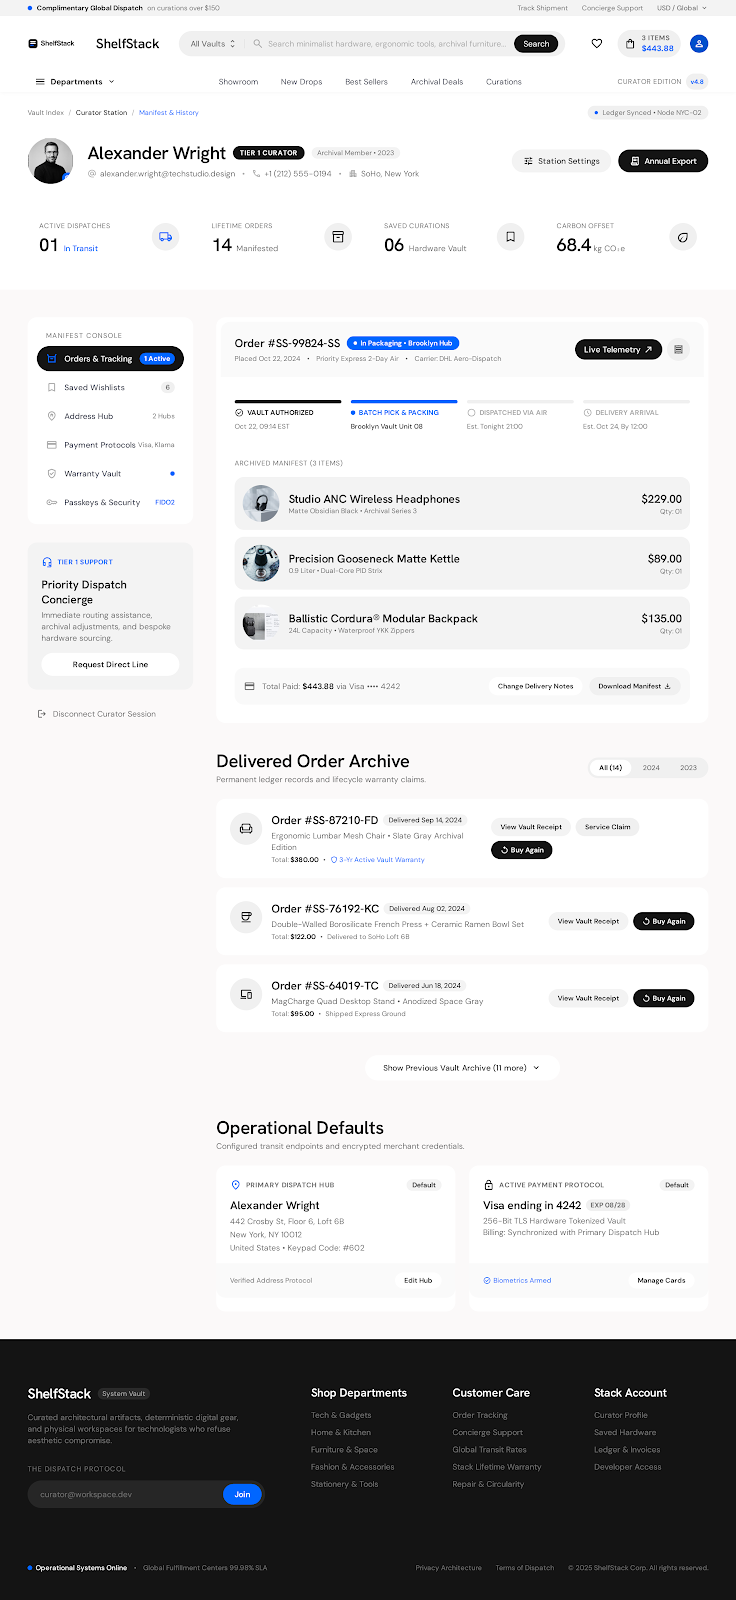 Complimentary Global Dispatch on curations over $150
Track Shipment Concierge Support USD / Global
ShelfStack ShelfStack
All Vaults Search minimalist hardware, ergonomic tools, archival furniture... Search
3 ITEMS
$443.88
Departments
Showroom New Drops Best Sellers Archival Deals Curations
CURATOR EDITION v4.8
Vault Index / Curator Station / Manifest & History
Ledger Synced • Node NYC-02
Alexander Wright TIER 1 CURATOR Archival Member • 2023
alexander.wright@techstudio.design • +1 (212) 555-0194 • SoHo, New York
Station Settings Annual Export
ACTIVE DISPATCHES
01 In Transit
LIFETIME ORDERS
14 Manifested
SAVED CURATIONS
06 Hardware Vault
CARBON OFFSET
68.4 kg CO₂e
MANIFEST CONSOLE
Orders & Tracking 1 Active
Saved Wishlists 6
Address Hub 2 Hubs
Payment Protocols Visa, Klarna
Warranty Vault
Passkeys & Security FIDO2
TIER 1 SUPPORT
Priority Dispatch
Concierge
Immediate routing assistance,
archival adjustments, and bespoke
hardware sourcing.
Request Direct Line
Disconnect Curator Session
Order #SS-99824-SS In Packaging • Brooklyn Hub
Placed Oct 22, 2024 • Priority Express 2-Day Air • Carrier: DHL Aero-Dispatch
Live Telemetry
VAULT AUTHORIZED
Oct 22, 09:14 EST
BATCH PICK & PACKING
Brooklyn Vault Unit 08
DISPATCHED VIA AIR
Est. Tonight 21:00
DELIVERY ARRIVAL
Est. Oct 24, By 12:00
ARCHIVED MANIFEST (3 ITEMS)
Studio ANC Wireless Headphones $229.00
Matte Obsidian Black • Archival Series 3 Qty: 01
Precision Gooseneck Matte Kettle $89.00
0.9 Liter • Dual-Core PID Strix Qty: 01
Ballistic Cordura® Modular Backpack $135.00
24L Capacity • Waterproof YKK Zippers Qty: 01
Total Paid: $443.88 via Visa •••• 4242
Change Delivery Notes Download Manifest
Delivered Order Archive
Permanent ledger records and lifecycle warranty claims.
All (14) 2024 2023
Order #SS-87210-FD Delivered Sep 14, 2024
Ergonomic Lumbar Mesh Chair • Slate Gray Archival
Edition
Total: $380.00 • 3-Yr Active Vault Warranty
View Vault Receipt Service Claim
Buy Again
Order #SS-76192-KC Delivered Aug 02, 2024
Double-Walled Borosilicate French Press + Ceramic Ramen Bowl Set
Total: $122.00 • Delivered to SoHo Loft 6B
View Vault Receipt Buy Again
Order #SS-64019-TC Delivered Jun 18, 2024
MagCharge Quad Desktop Stand • Anodized Space Gray
Total: $95.00 • Shipped Express Ground
View Vault Receipt Buy Again
Show Previous Vault Archive (11 more)
Operational Defaults
Configured transit endpoints and encrypted merchant credentials.
PRIMARY DISPATCH HUB Default
Alexander Wright
442 Crosby St, Floor 6, Loft 6B
New York, NY 10012
United States • Keypad Code: #602
Verified Address Protocol Edit Hub
ACTIVE PAYMENT PROTOCOL Default
Visa ending in 4242 EXP 08/28
256-Bit TLS Hardware Tokenized Vault
Billing: Synchronized with Primary Dispatch Hub
Biometrics Armed Manage Cards
ShelfStack System Vault
Curated architectural artifacts, deterministic digital gear,
and physical workspaces for technologists who refuse
aesthetic compromise.
THE DISPATCH PROTOCOL
curator@workspace.dev Join
Shop Departments
Tech & Gadgets
Home & Kitchen
Furniture & Space
Fashion & Accessories
Stationery & Tools
Customer Care
Order Tracking
Concierge Support
Global Transit Rates
Stack Lifetime Warranty
Repair & Circularity
Stack Account
Curator Profile
Saved Hardware
Ledger & Invoices
Developer Access
Operational Systems Online • Global Fulfillment Centers 99.98% SLA
Privacy Architecture Terms of Dispatch © 2025 ShelfStack Corp. All rights reserved.